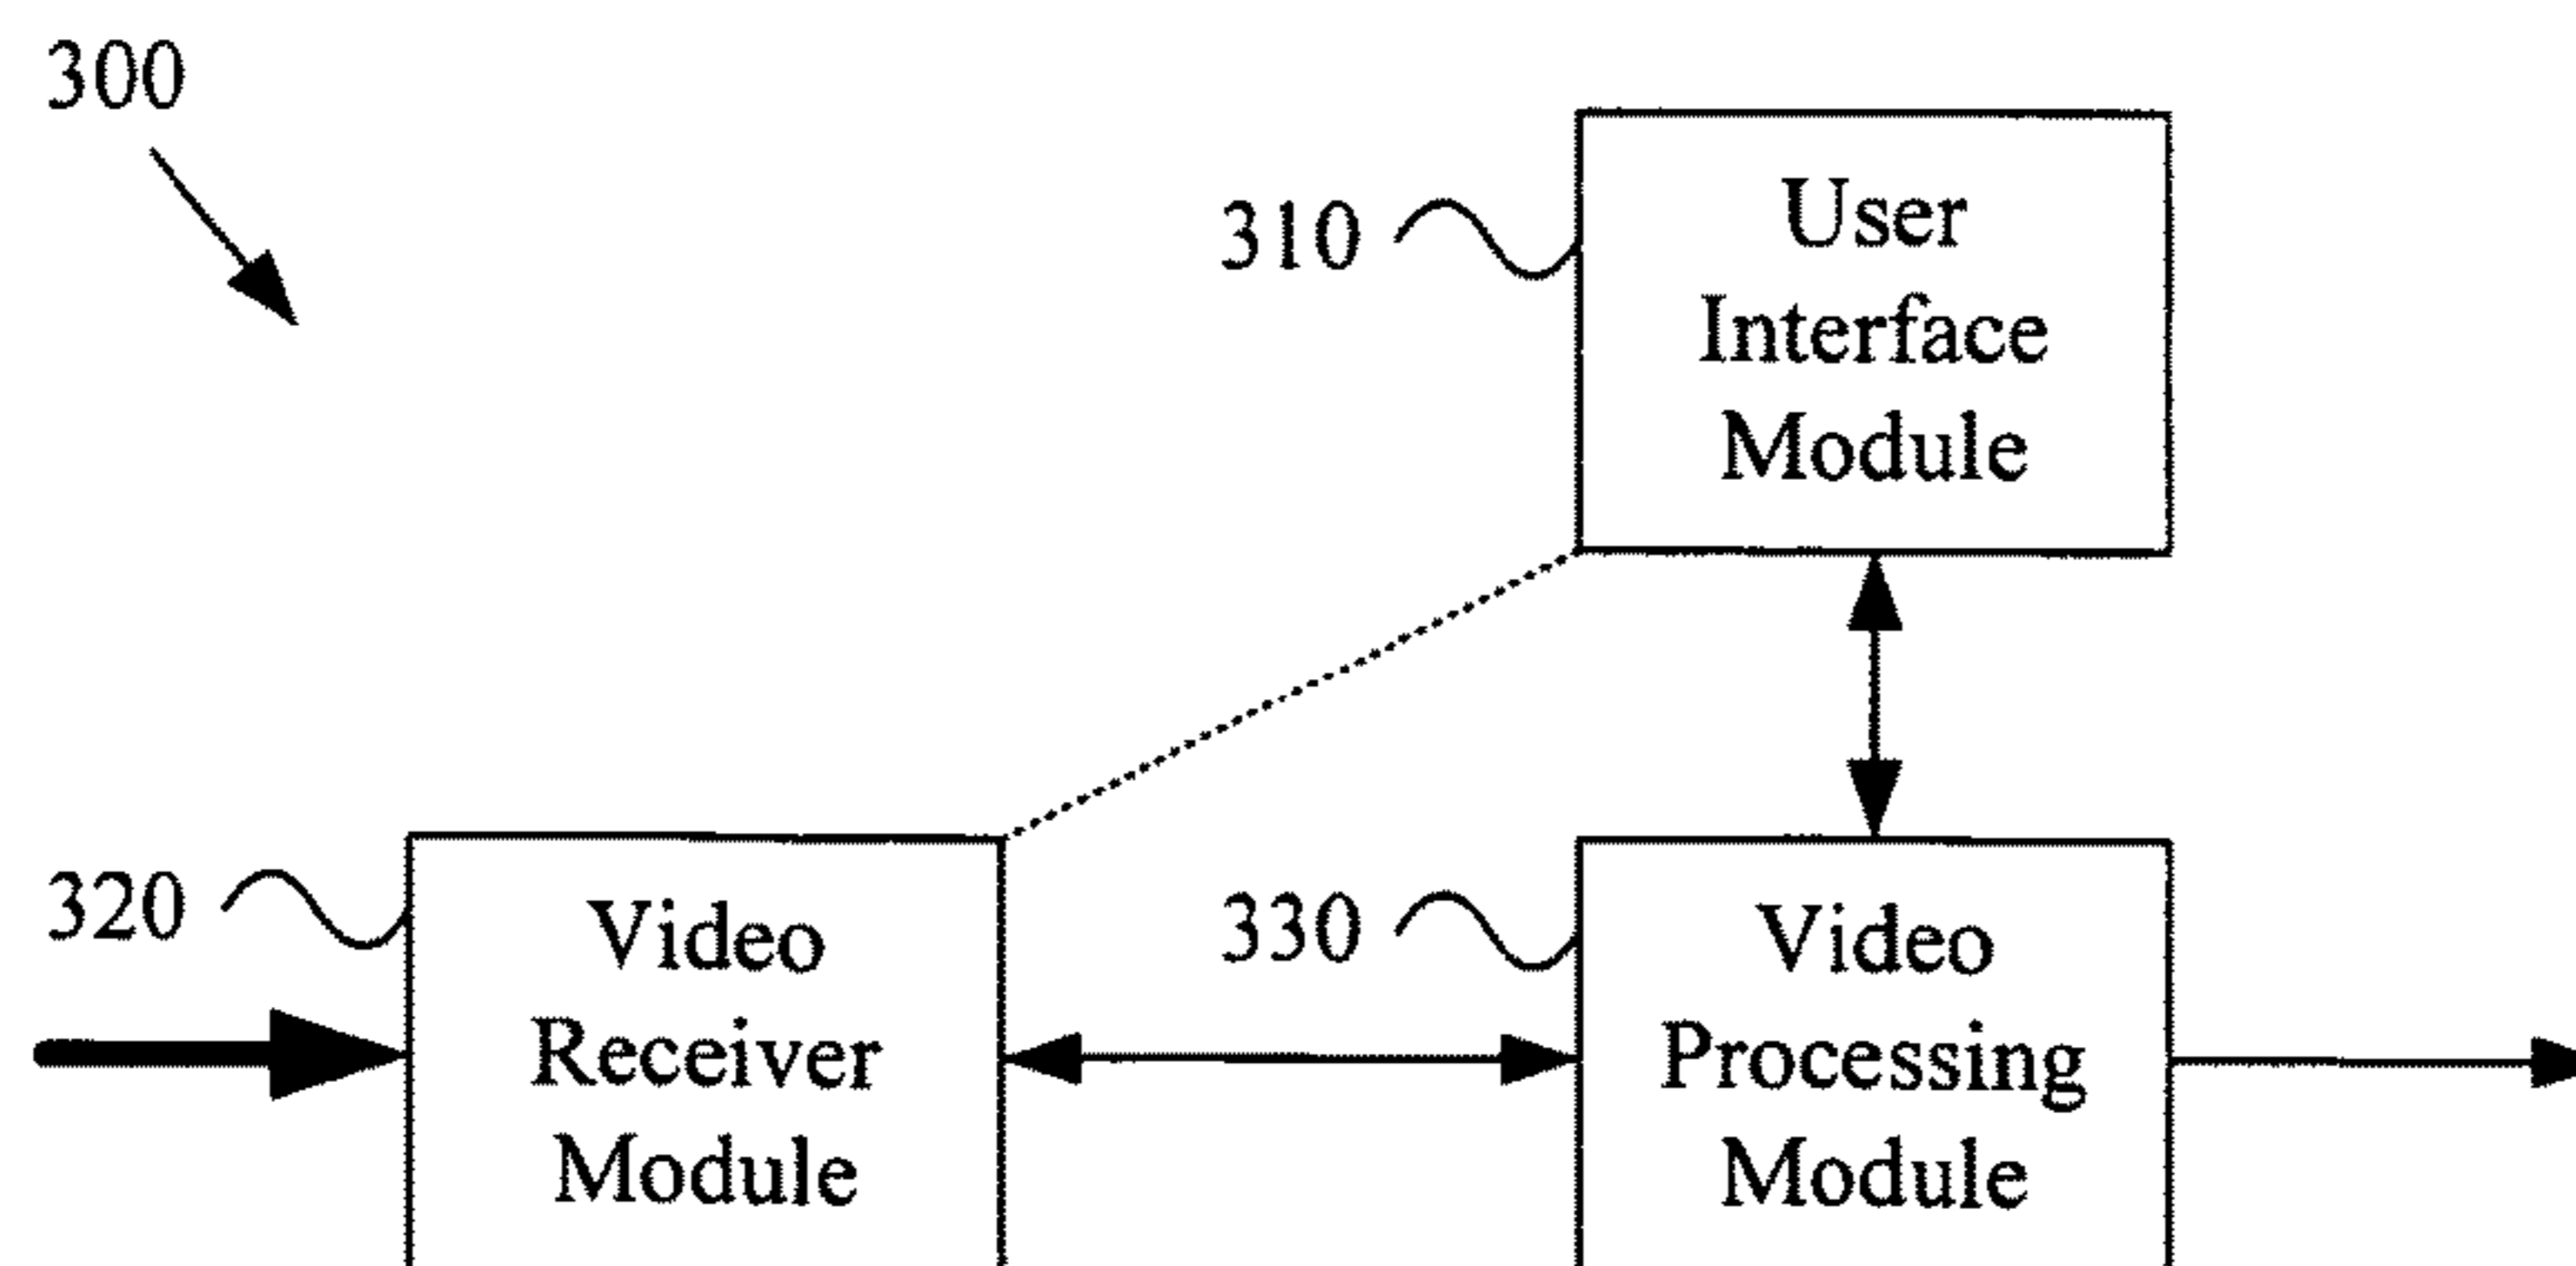 300
310
User
Interface
Module
320
Video
Receiver
Module
330
Video
Processing
Module